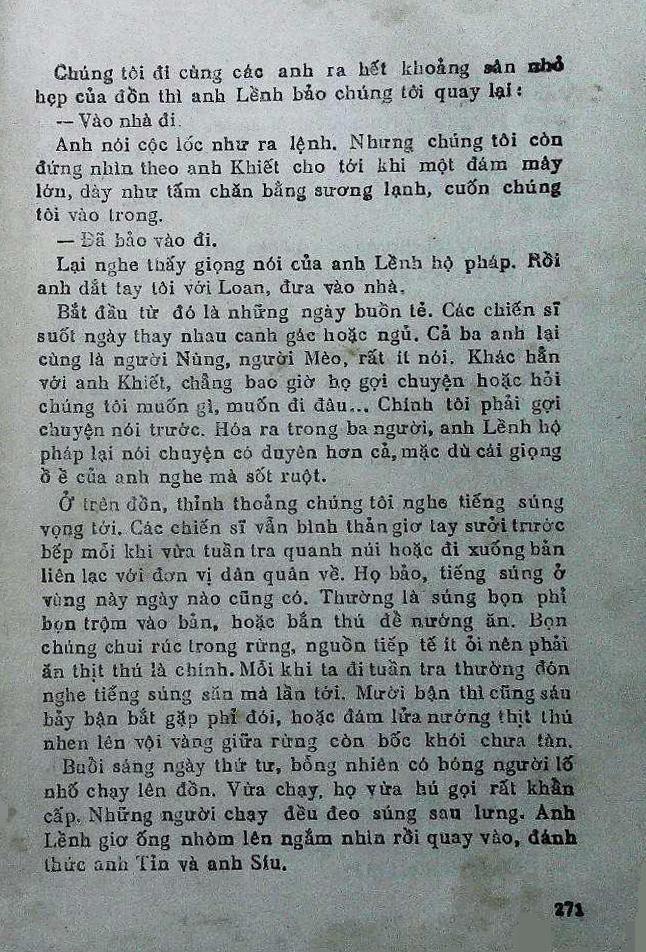 Chúng tôi đi cùng các anh ra hết khoảng sân nhỏ
hẹp của đồn thì anh Lềnh bảo chúng tôi quay lại:
— Vào nhà đi.
Anh nói cộc lốc như ra lệnh. Nhưng chúng tôi còn
đứng nhìn theo anh Khiết cho tới khi một đám mây
lớn, dày như tấm chăn bằng sương lạnh, cuốn chúng
tôi vào trong.
— Đã bảo vào đi.
Lại nghe thấy giọng nói của anh Lềnh hộ pháp. Rồi
anh dắt tay tôi với Loan, đưa vào nhà.
Bắt đầu từ đó là những ngày buồn tẻ. Các chiến sĩ
suốt ngày thay nhau canh gác hoặc ngủ. Cả ba anh lại
cùng là người Nùng, người Mèo, rất ít nói. Khác hẳn
với anh Khiết, chẳng bao giờ họ gợi chuyện hoặc hỏi
chúng tôi muốn gì, muốn đi đâu... Chính tôi phải gợi
chuyện nói trước. Hóa ra trong ba người, anh Lềnh hộ
pháp lại nói chuyện có duyên hơn cả, mặc dù cái giọng
ồ ề của anh nghe mà sốt ruột.
Ở trên đồn, thỉnh thoảng chúng tôi nghe tiếng súng
vọng tới. Các chiến sĩ vẫn bình thản giơ tay sưởi trước
bếp mỗi khi vừa tuần tra quanh núi hoặc đi xuống bản
liên lạc với đơn vị dân quân về. Họ bảo, tiếng súng ở
vùng này ngày nào cũng có. Thường là súng bọn phỉ
bọn trộm vào bản, hoặc bắn thú để nướng ăn. Bọn
chúng chui rúc trong rừng, nguồn tiếp tế ít ỏi nên phải
ăn thịt thú là chính. Mỗi khi ta đi tuần tra thường đón
nghe tiếng súng săn mà lần tới. Mười bận thì cũng sáu
bảy bận bắt gặp phỉ đói, hoặc đám lửa nướng thịt thú
nhen lên vội vàng giữa rừng còn bốc khói chưa tàn.
Buổi sáng ngày thứ tư, bỗng nhiên có bóng người lố
nhố chạy lên đồn. Vừa chạy, họ vừa hú gọi rất khẩn
cấp. Những người chạy đều đeo súng sau lưng. Anh
Lềnh giơ ống nhòm lên ngắm nhìn rồi quay vào, đánh
thức anh Tỉn và anh Síu.
271